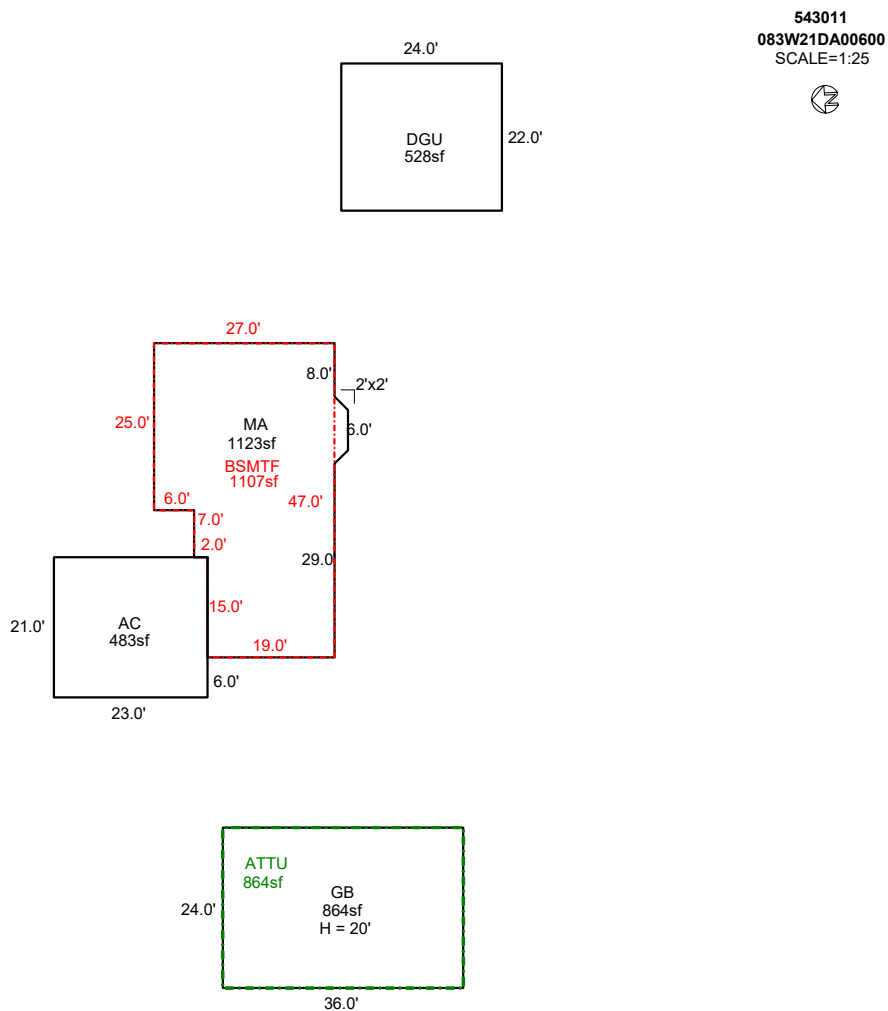 543011
083W21DA00600
SCALE=1:25
24.0'
DGU
528sf
22.0'
27.0'
8.0'
2'x2'
25.0'
MA
1123sf
6.0'
BSMTF
1107sf
6.0'
47.0'
7.0'
2.0'
29.0'
15.0'
21.0'
AC
483sf
19.0'
6.0'
23.0'
ATTU
864sf
GB
864sf
H = 20'
24.0'
36.0'